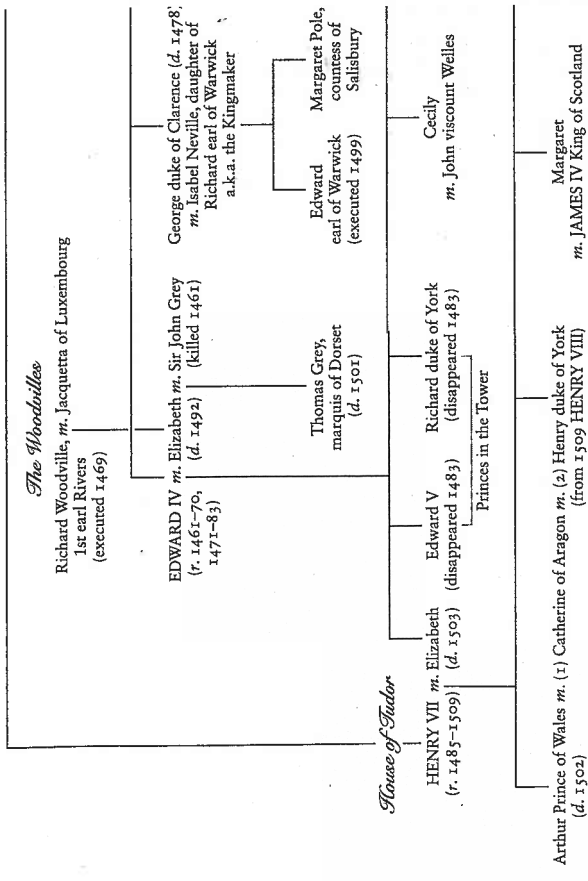 The Woodvilles
Richard Woodville, m. Jacquetta of Luxembourg
1st earl Rivers
(executed 1469)
EDWARD IV m. Elizabeth m. Sir John Grey
(r. 1461–70,
1471–83)
(d. 1492)
(killed 1461)
George duke of Clarence (d. 1478)
m. Isabel Neville, daughter of
Richard earl of Warwick
a.k.a. the Kingmaker
Thomas Grey,
marquis of Dorset
(d. 1501)
Edward
earl of Warwick
(executed 1499)
Margaret Pole,
countess of
Salisbury
House of Tudor
HENRY VII m. Elizabeth
(r. 1485–1509)
(d. 1503)
Edward V
(disappeared 1483)
Richard duke of York
(disappeared 1483)
Princes in the Tower
Cecily
m. John viscount Welles
Arthur Prince of Wales m. (1) Catherine of Aragon m. (2) Henry duke of York
(d. 1502)
(from 1509 HENRY VIII)
Margaret
m. JAMES IV King of Scotland